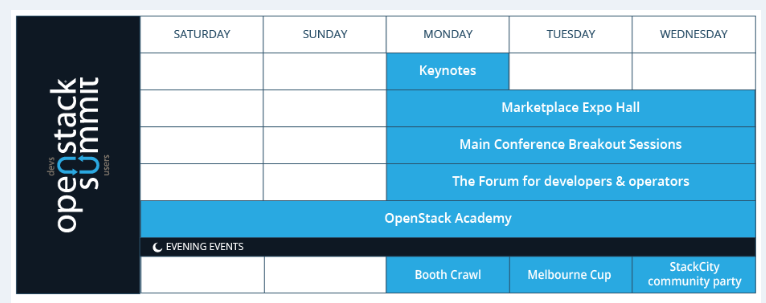 openstack
summit
devs
users
SATURDAY SUNDAY MONDAY TUESDAY WEDNESDAY
Keynotes
Marketplace Expo Hall
Main Conference Breakout Sessions
The Forum for developers & operators
OpenStack Academy
EVENING EVENTS
Booth Crawl Melbourne Cup StackCity
community party